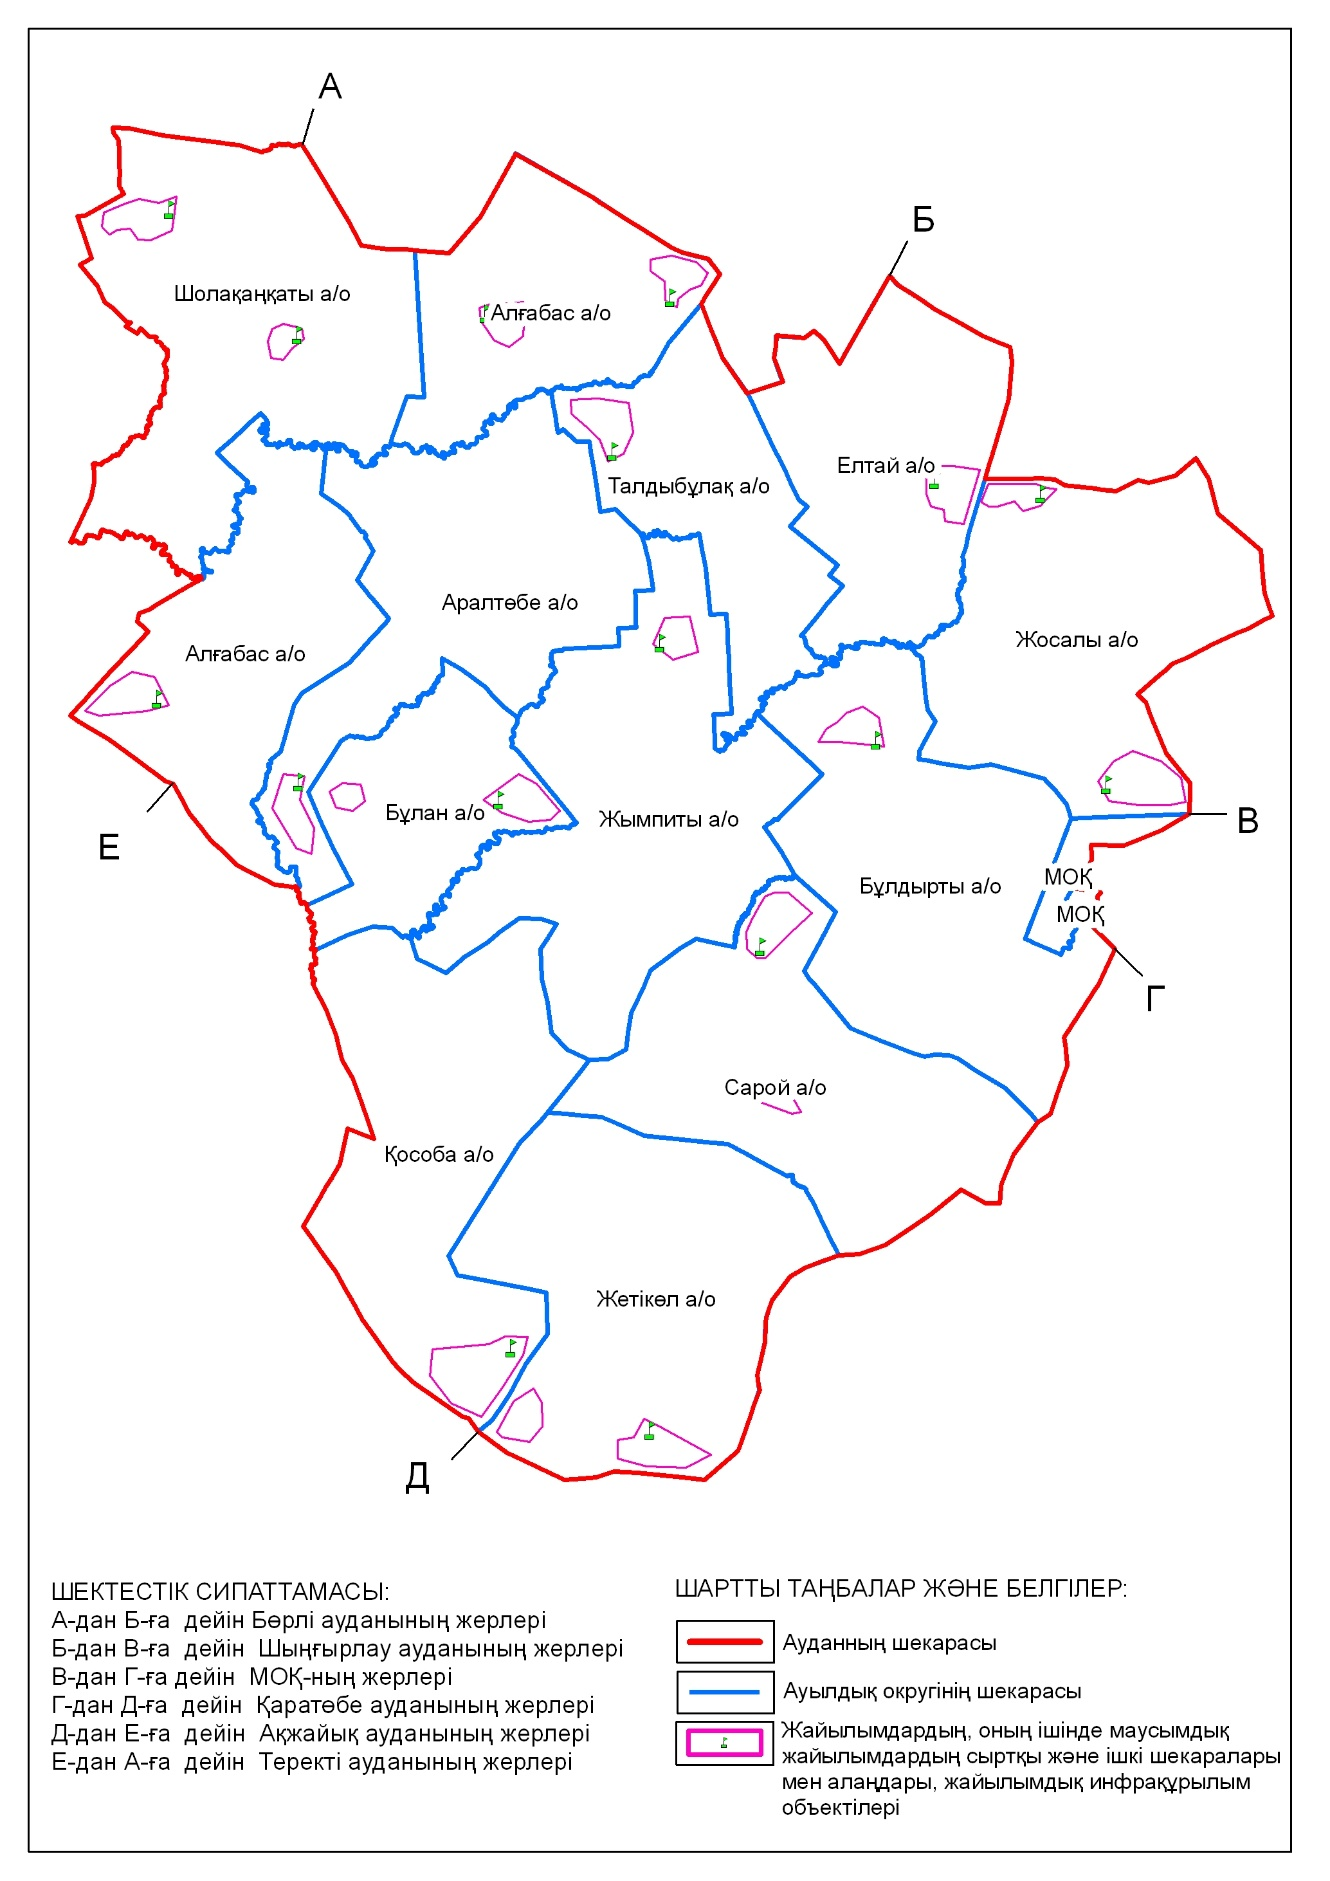 А
Б
Шолақаңқаты а/о
Алғабас а/о
Елтай а/о
Талдыбұлақ а/о
Аралтөбе а/о
Жосалы а/о
Алғабас а/о
Бұлан а/о
Жымпиты а/о
В
Е
МОҚ
Бұлдырты а/о
МОҚ
Г
Сарой а/о
Қособа а/о
Жетікөл а/о
Д
ШЕКТЕСТІК СИПАТТАМАСЫ:
А-дан Б-ға дейін Бөрлі ауданының жерлері
Б-дан В-ға дейін Шыңғырлау ауданының жерлері
В-дан Г-ға дейін МОҚ-ның жерлері
Г-дан Д-ға дейін Қаратөбе ауданының жерлері
Д-дан Е-ға дейін Ақжайық ауданының жерлері
Е-дан А-ға дейін Теректі ауданының жерлері
ШАРТТЫ ТАҢБАЛАР ЖӘНЕ БЕЛГІЛЕР:
Ауданның шекарасы
Ауылдық округінің шекарасы
Жайылымдардың, оның ішінде маусымдық
жайылымдардың сыртқы және ішкі шекаралары
мен алаңдары, жайылымдық инфрақұрылым
объектілері